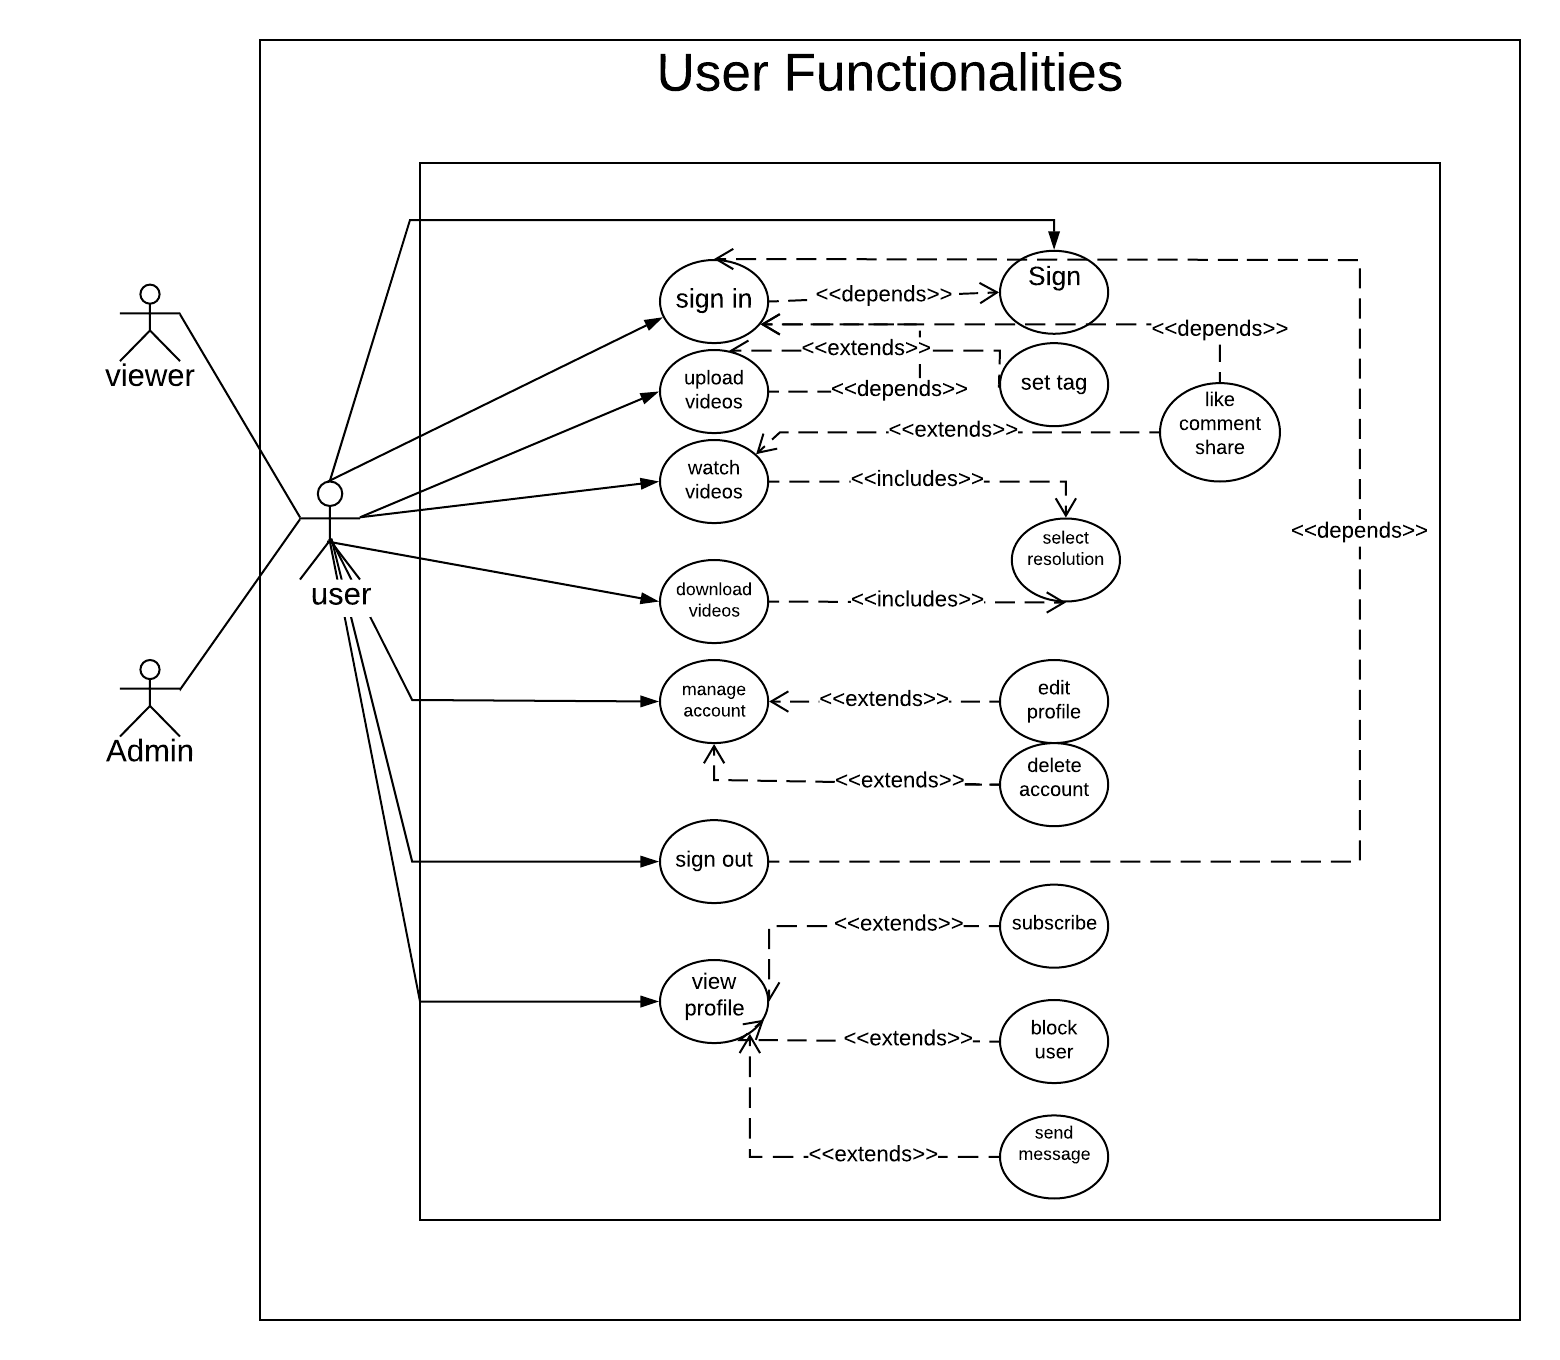 User Functionalities
sign in
<<depends>>
Sign
<<depends>>
<<extends>>
upload
videos
<<depends>>
set tag
like
comment
share
<<extends>>
watch
videos
<<includes>>
viewer
select
resolution
<<depends>>
download
videos
<<includes>>
user
manage
account
<<extends>>
edit
profile
Admin
<<extends>>
delete
account
sign out
<<extends>>
subscribe
view
profile
<<extends>>
block
user
<<extends>>
send
message